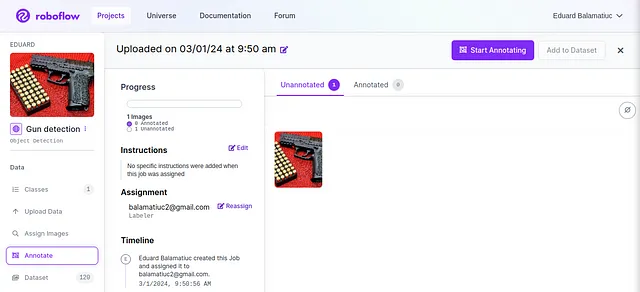 roboflow
Projects
Universe
Documentation
Forum
Eduard Balamatiuc
EDUARD
Gun detection
Object Detection
Data
Classes 1
Upload Data
Assign Images
Annotate
Dataset 120
Uploaded on 03/01/24 at 9:50 am
Start Annotating
Add to Dataset
Progress
1 Images
0 Annotated
1 Unannotated
Instructions
Edit
No specific instructions were added when
this job was assigned
Assignment
balamatiuc2@gmail.com
Reassign
Labeler
Timeline
E
Eduard Balamatiuc created this Job
and assigned it to
balamatiuc2@gmail.com.
3/1/2024, 9:50:56 AM
Unannotated 1
Annotated 0